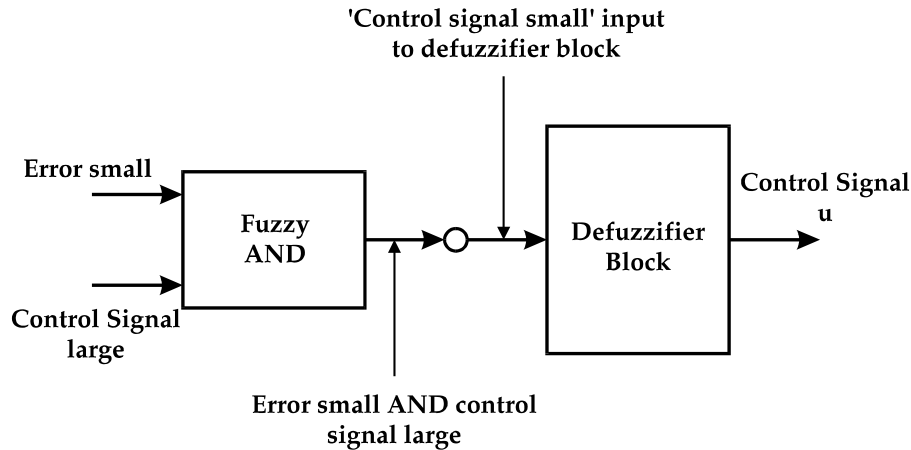 'Control signal small' input
to defuzzifier block
Error small
Control Signal
large
Fuzzy
AND
Error small AND control
signal large
Defuzzifier
Block
Control Signal
u